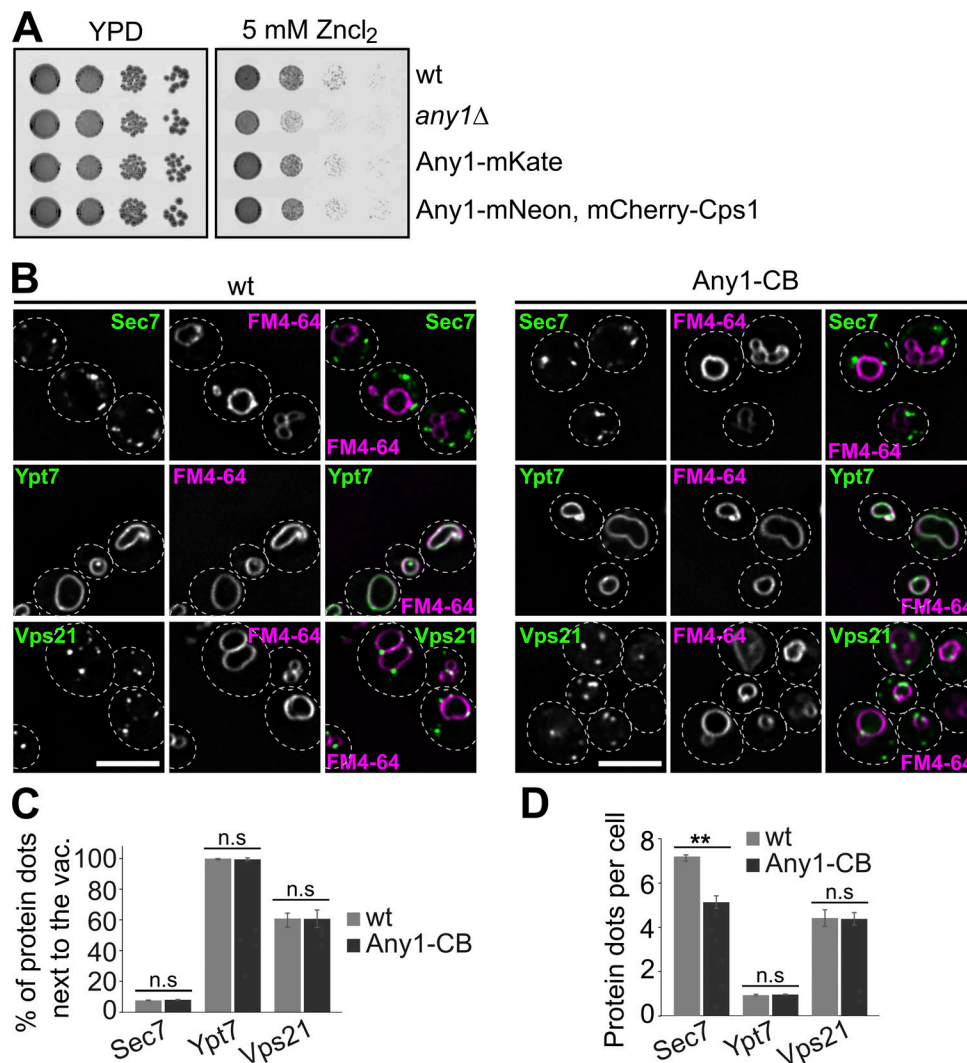 A
YPD
5 mM Zncl2
wt
any1Δ
Any1-mKate
Any1-mNeon, mCherry-Cps1
B
wt
Any1-CB
Sec7
FM4-64
Sec7
FM4-64
Sec7
FM4-64
Sec7
FM4-64
Ypt7
FM4-64
Ypt7
FM4-64
Ypt7
FM4-64
Ypt7
FM4-64
Vps21
FM4-64
Vps21
FM4-64
Vps21
FM4-64
Vps21
FM4-64
C
% of protein dots
next to the vac.
100
80
60
40
20
0
n.s
n.s
n.s
wt
Any1-CB
Sec7
Ypt7
Vps21
D
Protein dots per cell
8
6
4
2
0
**
n.s
n.s
wt
Any1-CB
Sec7
Ypt7
Vps21